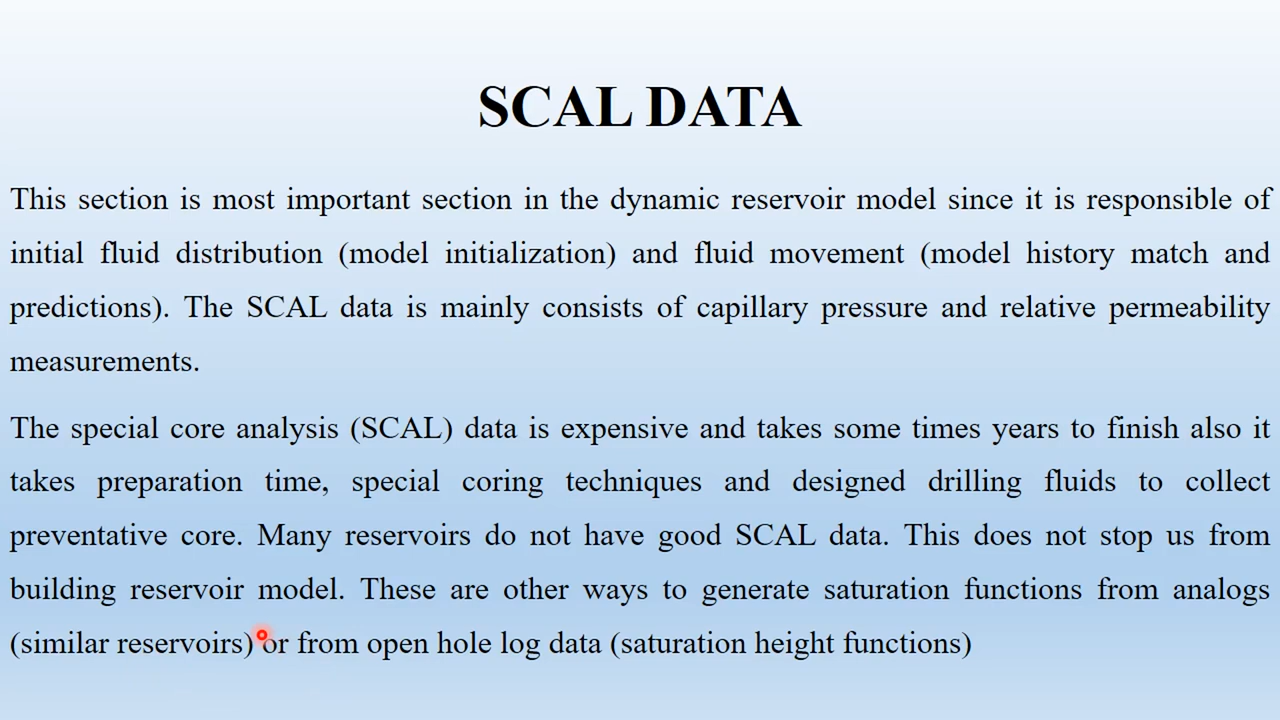 SCAL DATA
This section is most important section in the dynamic reservoir model since it is responsible of
initial fluid distribution (model initialization) and fluid movement (model history match and
predictions). The SCAL data is mainly consists of capillary pressure and relative permeability
measurements.
The special core analysis (SCAL) data is expensive and takes some times years to finish also it
takes preparation time, special coring techniques and designed drilling fluids to collect
preventative core. Many reservoirs do not have good SCAL data. This does not stop us from
building reservoir model. These are other ways to generate saturation functions from analogs
(similar reservoirs) or from open hole log data (saturation height functions)